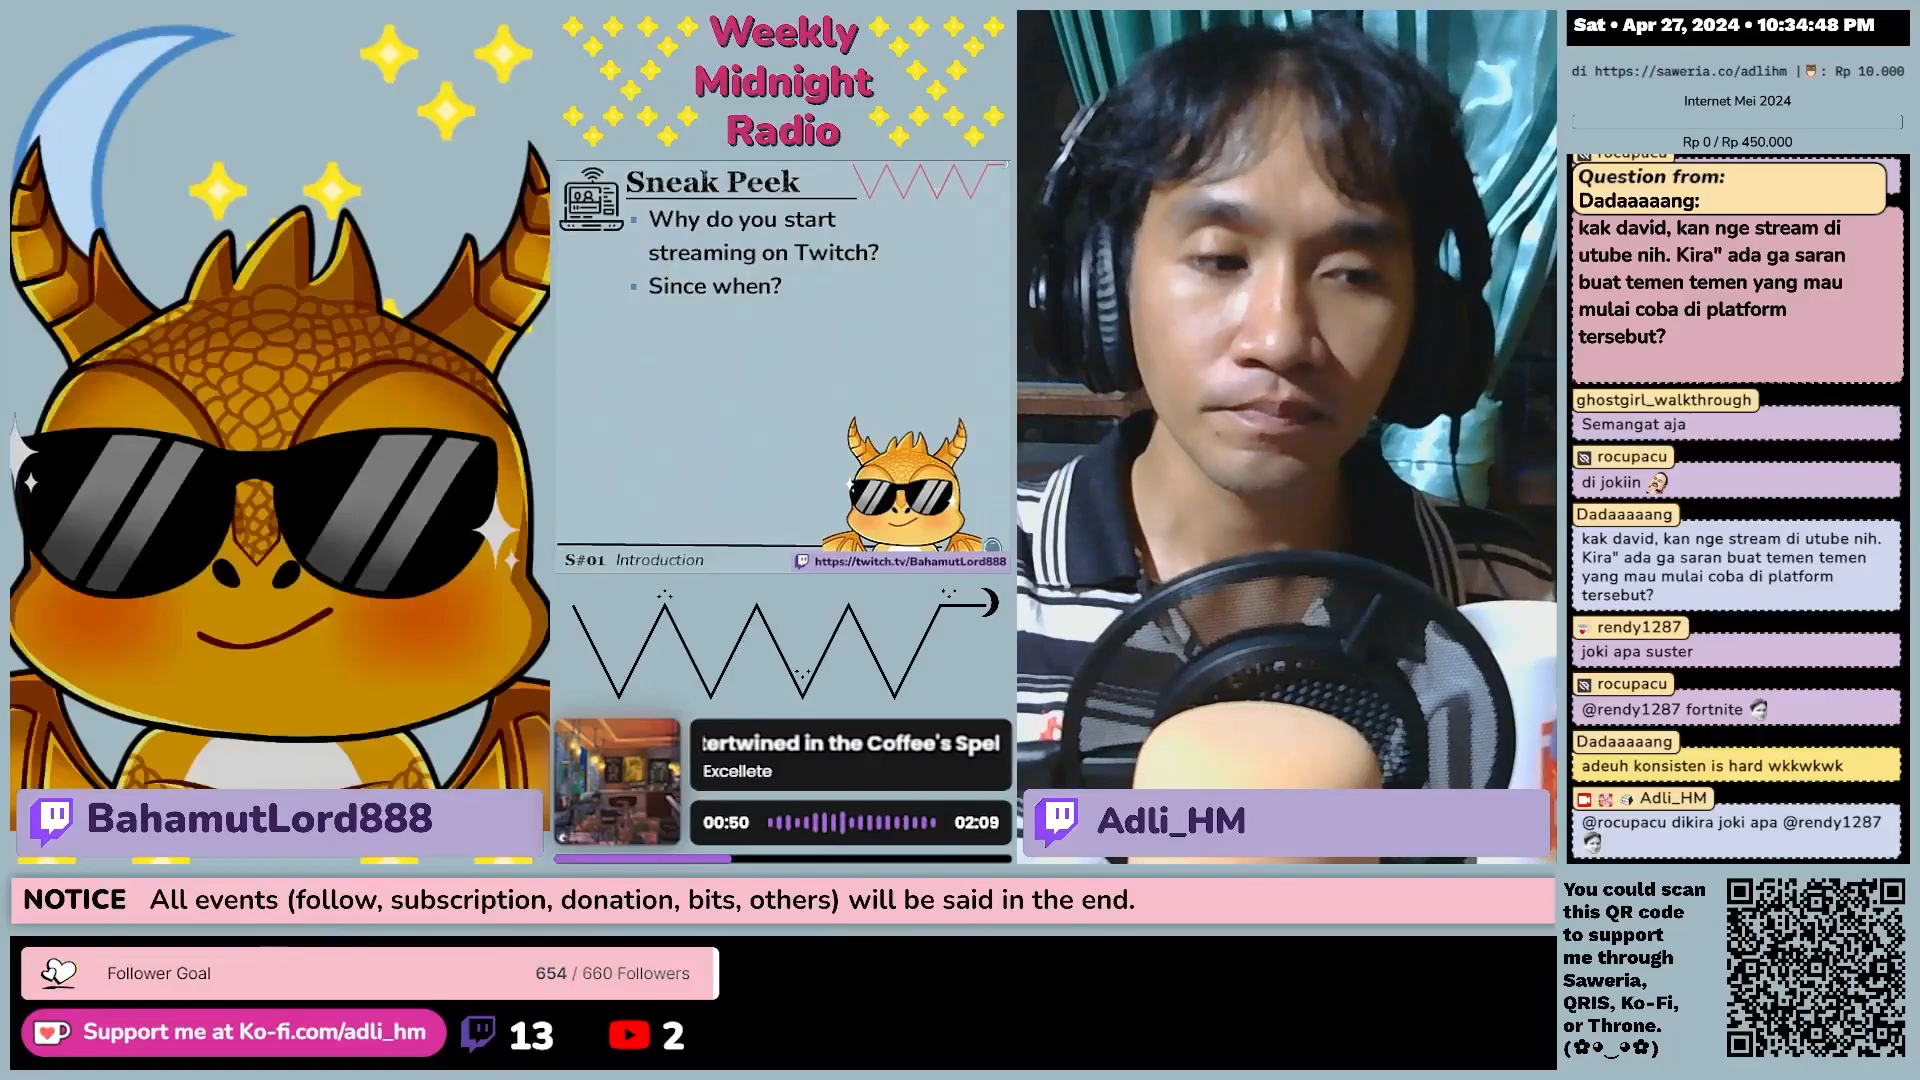 Weekly
Midnight
Radio
Sneak Peek
Why do you start
streaming on Twitch?
Since when?
S#01 Introduction
https://twitch.tv/BahamutLord888
tertwined in the Coffee's Spel
Excellete
00:50
02:09
BahamutLord888
Adli_HM
Sat • Apr 27, 2024 • 10:34:48 PM
di https://saweria.co/adlihm | : Rp 10.000
Internet Mei 2024
Rp 0 / Rp 450.000
rocupacu
Question from:
Dadaaaaang:
kak david, kan nge stream di
utube nih. Kira" ada ga saran
buat temen temen yang mau
mulai coba di platform
tersebut?
ghostgirl_walkthrough
Semangat aja
rocupacu
di jokiin
Dadaaaaang
kak david, kan nge stream di utube nih.
Kira" ada ga saran buat temen temen
yang mau mulai coba di platform
tersebut?
rendy1287
joki apa suster
rocupacu
@rendy1287 fortnite
Dadaaaaang
adeuh konsisten is hard wkkwkwk
Adli_HM
@rocupacu dikira joki apa @rendy1287
NOTICE All events (follow, subscription, donation, bits, others) will be said in the end.
Follower Goal
654 / 660 Followers
Support me at Ko-fi.com/adli_hm
13
2
You could scan
this QR code
to support
me through
Saweria,
QRIS, Ko-Fi,
or Throne.
(✿◕‿◕✿)